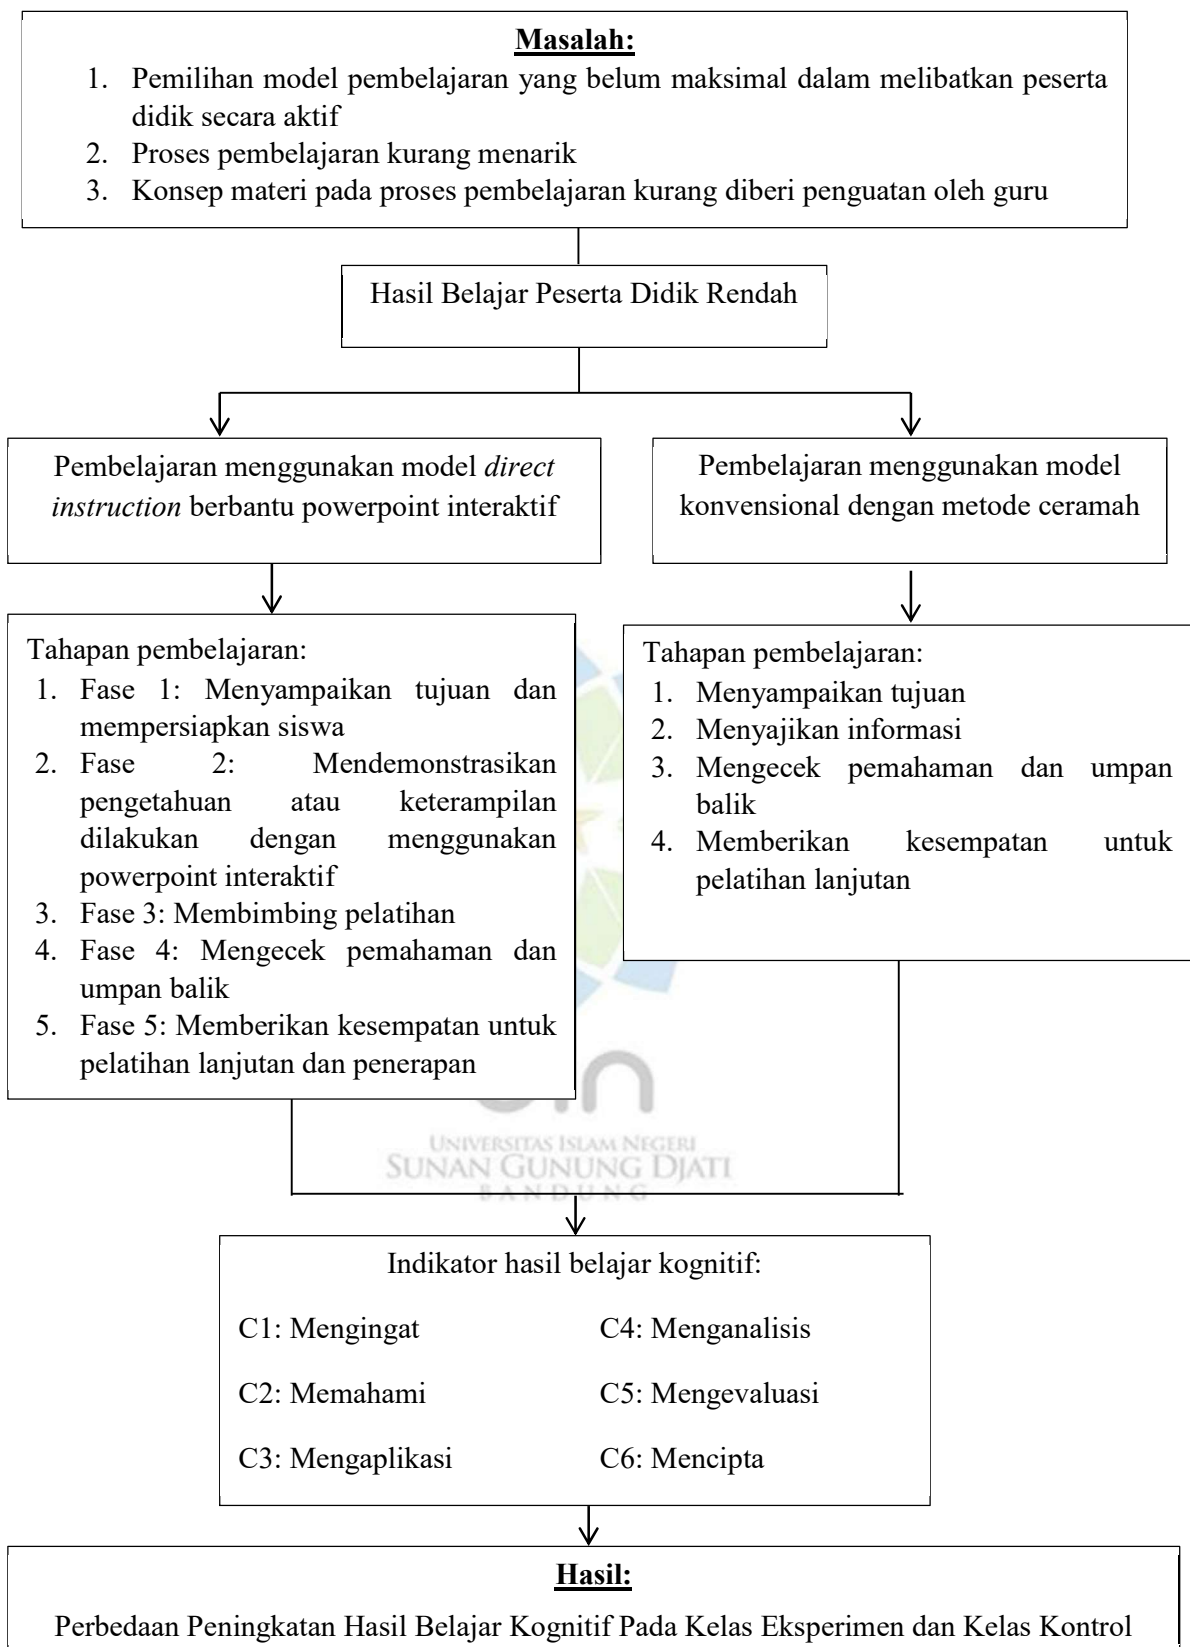 Masalah:
1. Pemilihan model pembelajaran yang belum maksimal dalam melibatkan peserta
didik secara aktif
2. Proses pembelajaran kurang menarik
3. Konsep materi pada proses pembelajaran kurang diberi penguatan oleh guru
Hasil Belajar Peserta Didik Rendah
Pembelajaran menggunakan model direct
instruction berbantu powerpoint interaktif
Pembelajaran menggunakan model
konvensional dengan metode ceramah
Tahapan pembelajaran:
1. Fase 1: Menyampaikan tujuan dan
mempersiapkan siswa
2. Fase 2: Mendemonstrasikan
pengetahuan atau keterampilan
dilakukan dengan menggunakan
powerpoint interaktif
3. Fase 3: Membimbing pelatihan
4. Fase 4: Mengecek pemahaman dan
umpan balik
5. Fase 5: Memberikan kesempatan untuk
pelatihan lanjutan dan penerapan
Tahapan pembelajaran:
1. Menyampaikan tujuan
2. Menyajikan informasi
3. Mengecek pemahaman dan umpan
balik
4. Memberikan kesempatan untuk
pelatihan lanjutan
uin
UNIVERSITAS ISLAM NEGERI
SUNAN GUNUNG DJATI
BANDUNG
Indikator hasil belajar kognitif:
C1: Mengingat C4: Menganalisis
C2: Memahami C5: Mengevaluasi
C3: Mengaplikasi C6: Mencipta
Hasil:
Perbedaan Peningkatan Hasil Belajar Kognitif Pada Kelas Eksperimen dan Kelas Kontrol